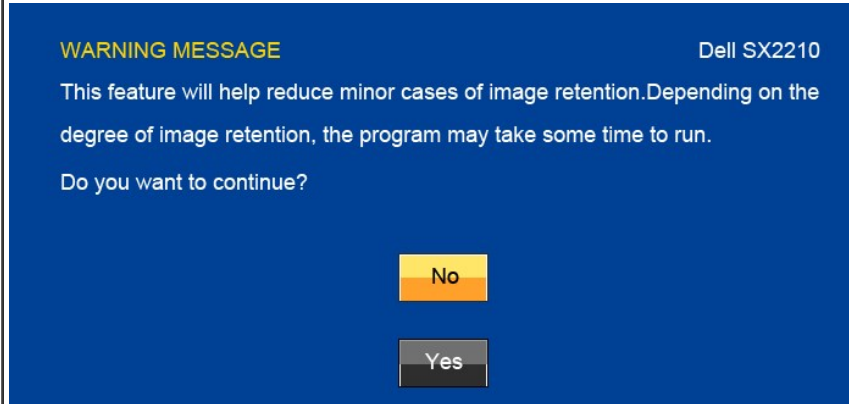 WARNING MESSAGE Dell SX2210
This feature will help reduce minor cases of image retention.Depending on the
degree of image retention, the program may take some time to run.
Do you want to continue?
No
Yes